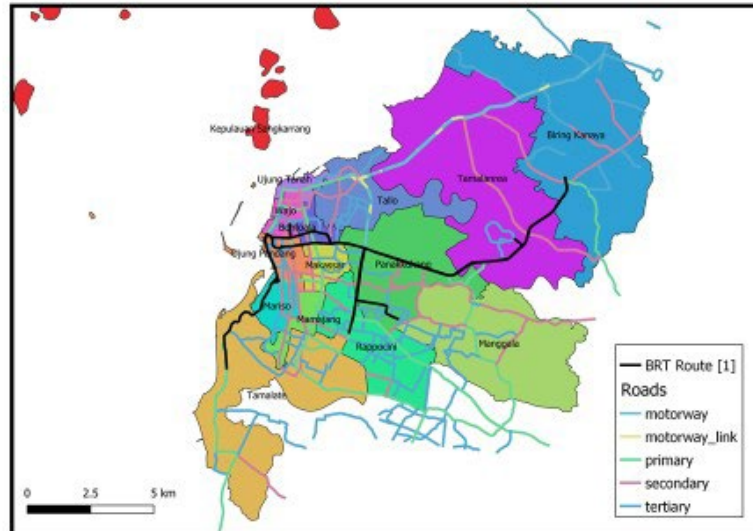 Kepulauan Sangkarrang
Biring Kanaya
Ujung Tanah
Tamalanrea
Tallo
Wajo
Bontoala
Ujung Pandang
Makassar
Panakkukang
Mariso
Mamajang
Rappocini
Manggala
Tamalate
BRT Route [1]
Roads
motorway
motorway_link
primary
secondary
tertiary
0 2.5 5 km